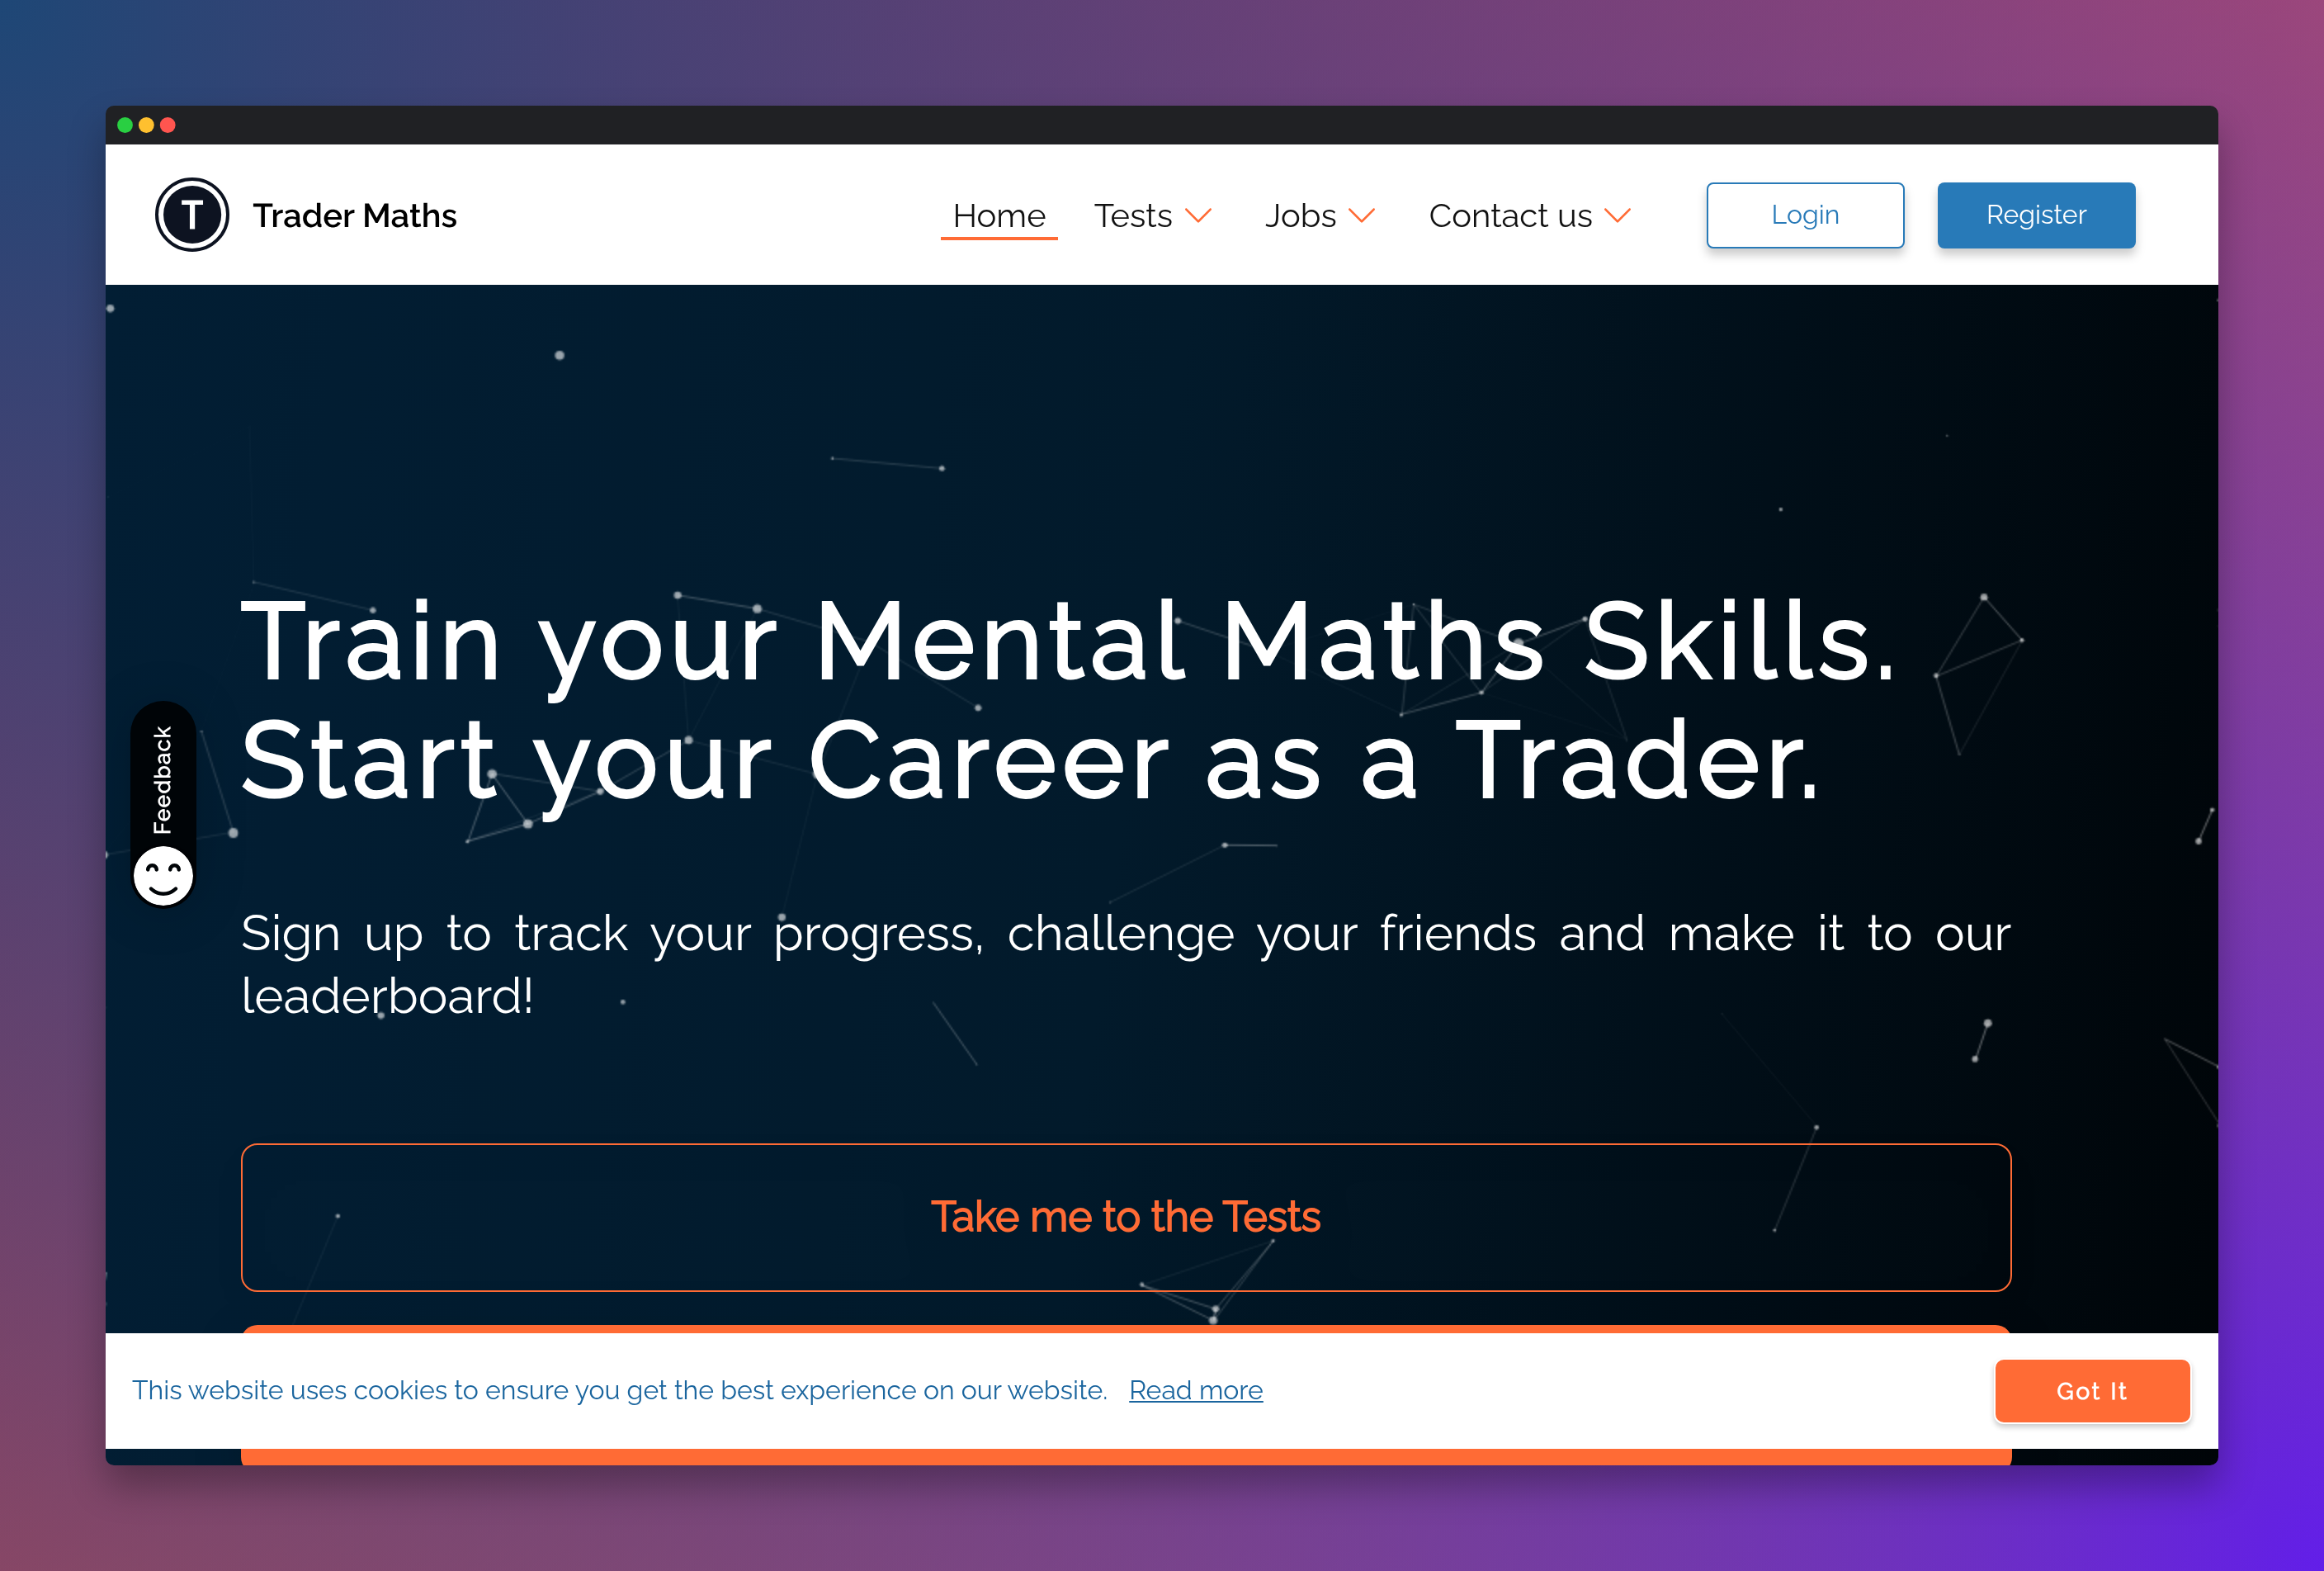 T Trader Maths
Home Tests Jobs Contact us Login Register
Train your Mental Maths Skills.
Start your Career as a Trader.
Feedback
Sign up to track your progress, challenge your friends and make it to our
leaderboard!
Take me to the Tests
This website uses cookies to ensure you get the best experience on our website. Read more
Got It